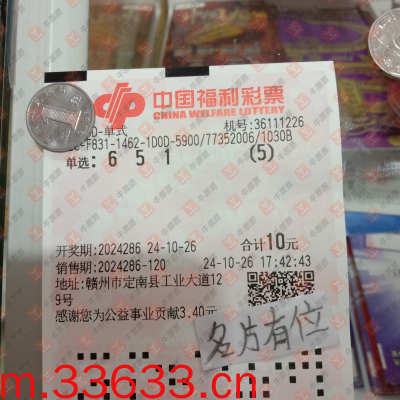 中国福利彩票
CHINA WELFARE LOTTERY
D-单式
机号:36111226
-F831-1462-1D0D-5900/77352006/1030B
单选: 6 5 1 (5)
开奖期:2024286 24-10-26 合计10元
销售期:2024286-120 24-10-26 17:42:43
地址:赣州市定南县工业大道12
9号
感谢您为公益事业贡献3.40元
名片有位
m.33633.cn